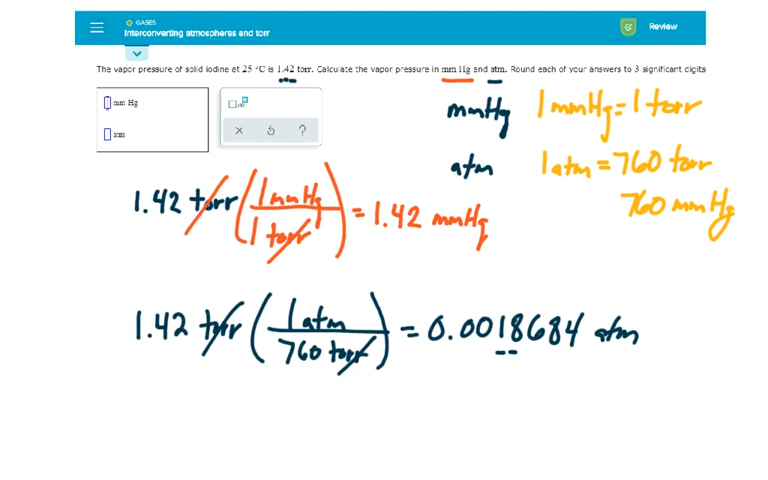 GASES
Interconverting atmospheres and torr
Review
The vapor pressure of solid iodine at 25 °C is 1.42 torr. Calculate the vapor pressure in mm Hg and atm. Round each of your answers to 3 significant digits
mm Hg
atm
x10
mmHg 1 mmHg = 1 torr
atm 1 atm = 760 torr
760 mmHg
1.42 torr (1 mmHg / 1 torr) = 1.42 mmHg
1.42 torr (1 atm / 760 torr) = 0.0018684 atm